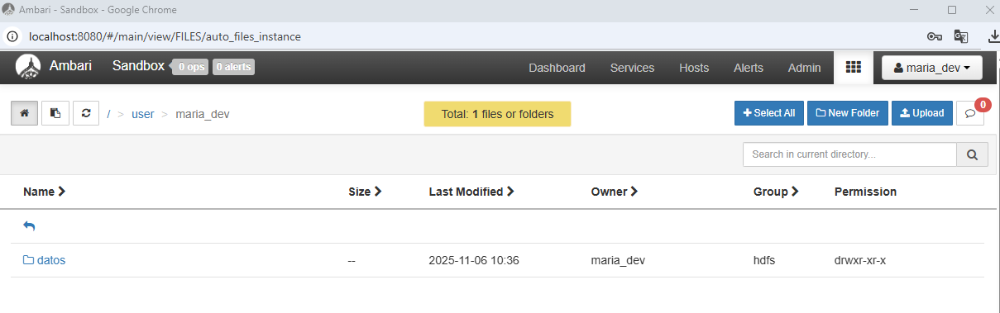 Ambari - Sandbox - Google Chrome
localhost:8080/#/main/view/FILES/auto_files_instance
Ambari Sandbox 0 ops 0 alerts Dashboard Services Hosts Alerts Admin maria_dev
/ > user > maria_dev Total: 1 files or folders Select All New Folder Upload 0
Search in current directory...
Name Size Last Modified Owner Group Permission
datos -- 2025-11-06 10:36 maria_dev hdfs drwxr-xr-x